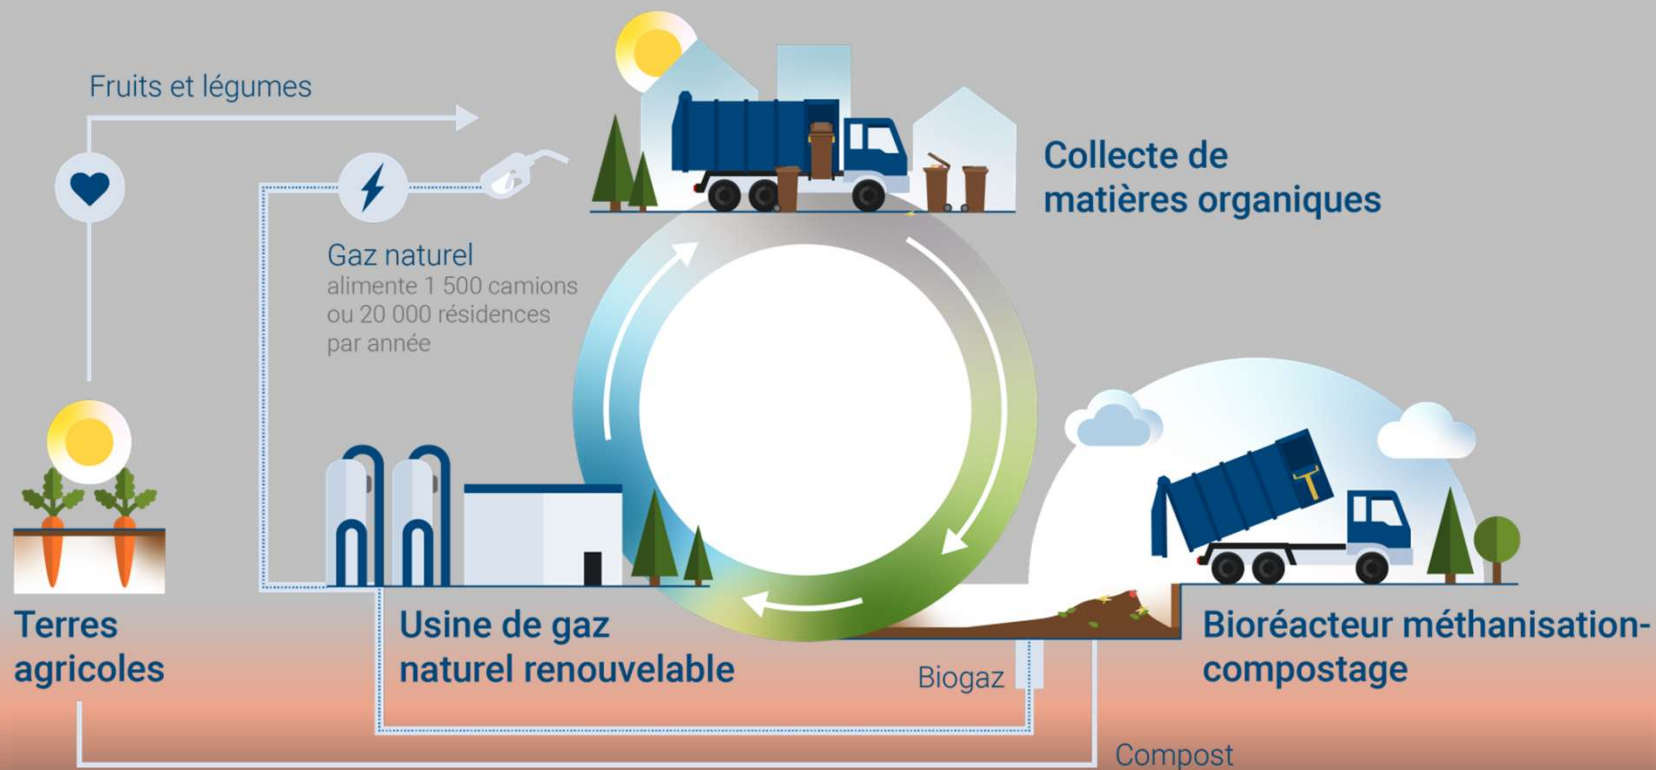 Fruits et légumes
Collecte de
matières organiques
Gaz naturel
alimente 1 500 camions
ou 20 000 résidences
par année
Terres
agricoles
Usine de gaz
naturel renouvelable
Bioréacteur méthanisation-
compostage
Biogaz
Compost